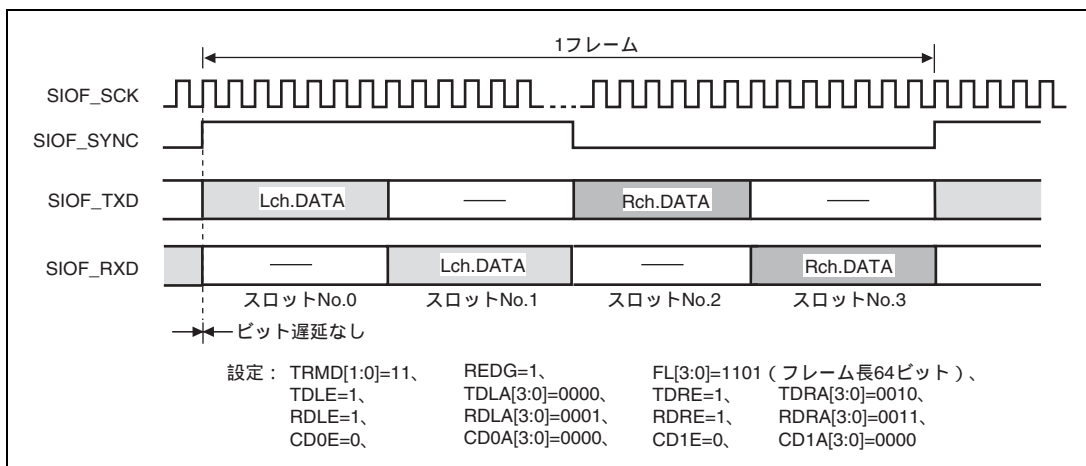 1フレーム
SIOF_SCK
SIOF_SYNC
SIOF_TXD Lch.DATA ── Rch.DATA ──
SIOF_RXD ── Lch.DATA ── Rch.DATA
スロットNo.0 スロットNo.1 スロットNo.2 スロットNo.3
ビット遅延なし
設定： TRMD[1:0]=11、 REDG=1、 FL[3:0]=1101（フレーム長64ビット）、
TDLE=1、 TDLA[3:0]=0000、 TDRE=1、 TDRA[3:0]=0010、
RDLE=1、 RDLA[3:0]=0001、 RDRE=1、 RDRA[3:0]=0011、
CD0E=0、 CD0A[3:0]=0000、 CD1E=0、 CD1A[3:0]=0000